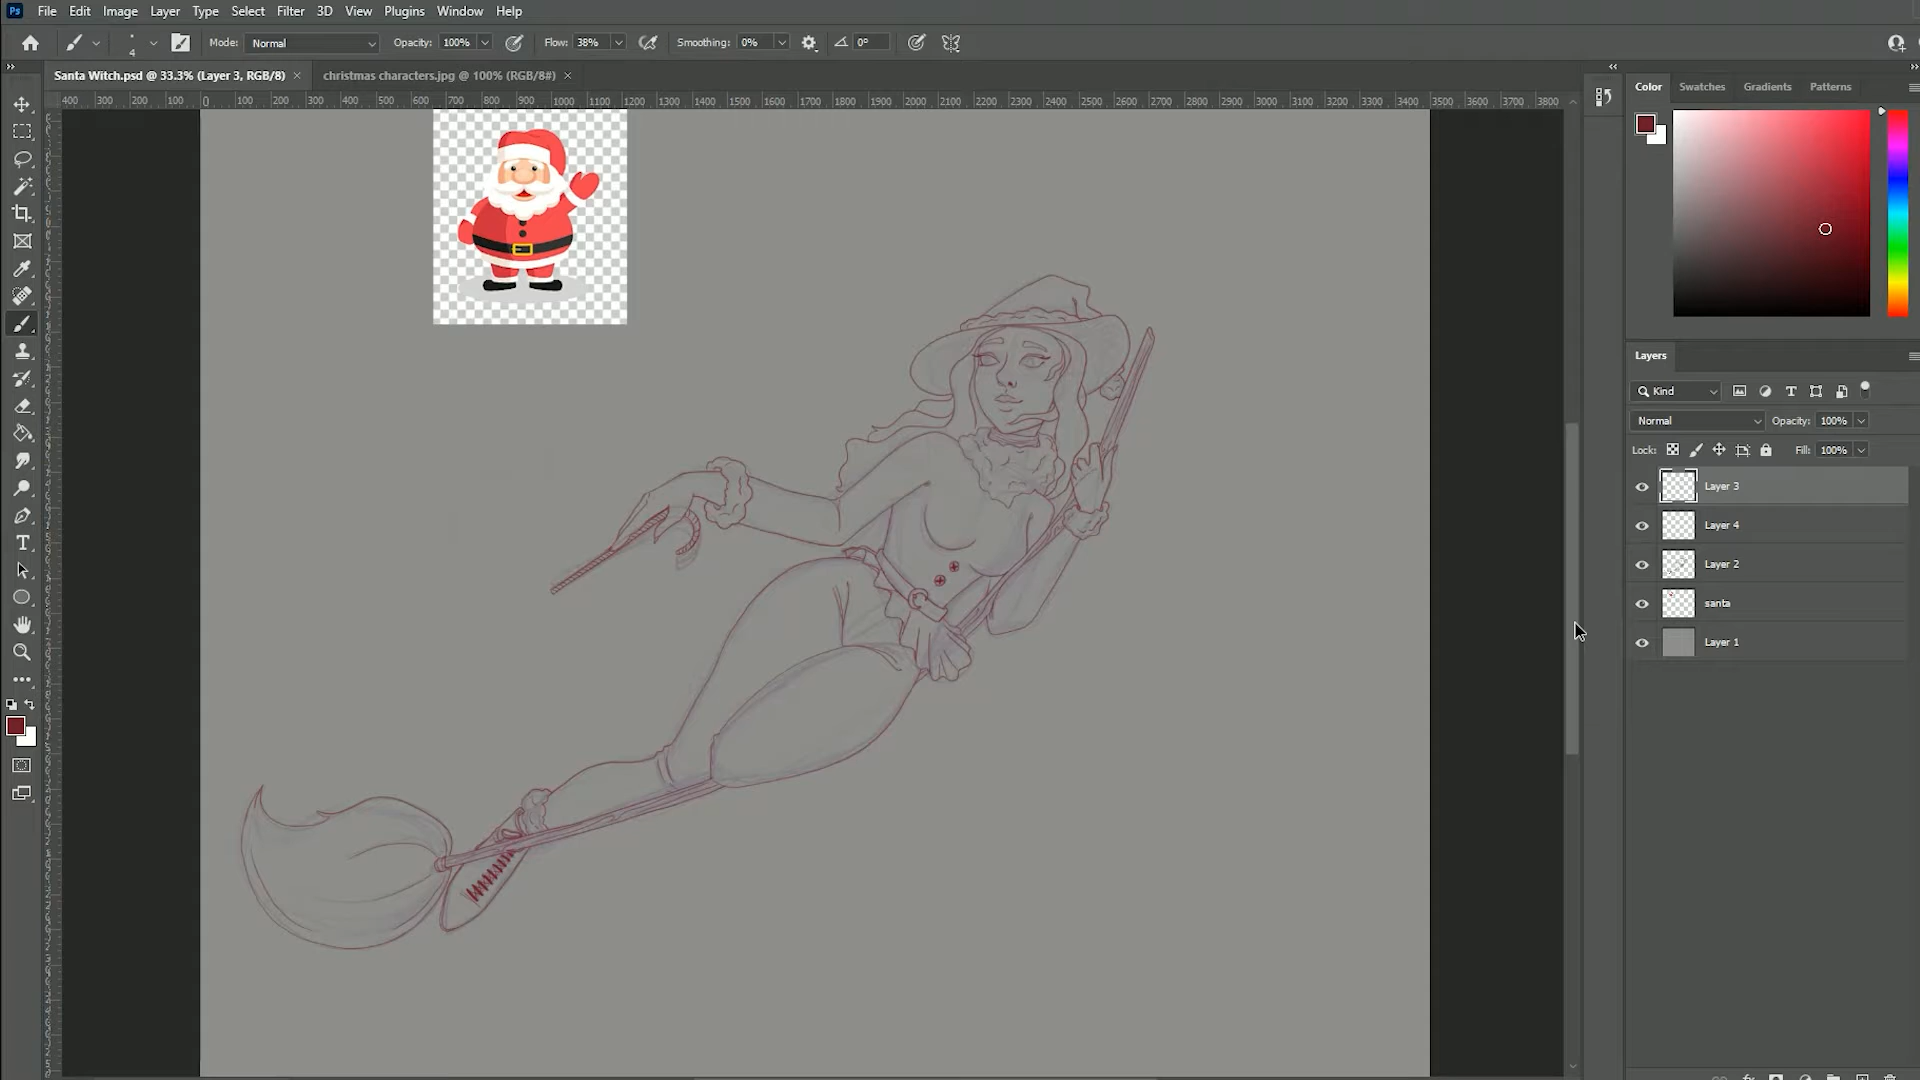 Ps File Edit Image Layer Type Select Filter 3D View Plugins Window Help
4 Mode: Normal Opacity: 100% Flow: 38% Smoothing: 0% 0°
Santa Witch.psd @ 33.3% (Layer 3, RGB/8) × christmas characters.jpg @ 100% (RGB/8#) ×
400 300 200 100 0 100 200 300 400 500 600 700 800 900 1000 1100 1200 1300 1400 1500 1600 1700 1800 1900 2000 2100 2200 2300 2400 2500 2600 2700 2800 2900 3000 3100 3200 3300 3400 3500 3600 3700 3800
Color Swatches Gradients Patterns
Layers
Kind
Normal Opacity: 100%
Lock: Fill: 100%
Layer 3
Layer 4
Layer 2
santa
Layer 1